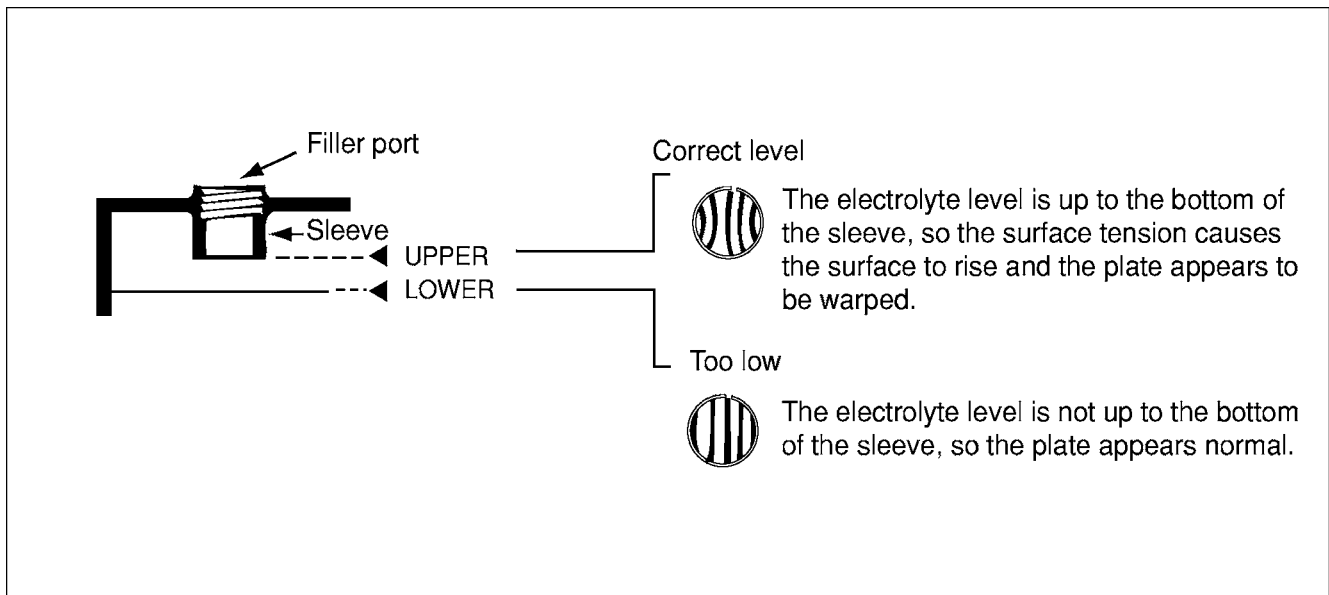 Filler port
Sleeve
UPPER
LOWER
Correct level
The electrolyte level is up to the bottom of
the sleeve, so the surface tension causes
the surface to rise and the plate appears to
be warped.
Too low
The electrolyte level is not up to the bottom
of the sleeve, so the plate appears normal.